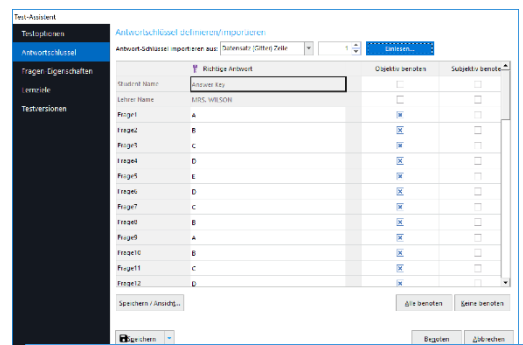 Test-Assistent
Testoptionen
Antwortschlüssel
Fragen-Eigenschaften
Lernziele
Testversionen
Antwortschlüssel definieren/importieren
Antwort-Schlüssel importieren aus: Datensatz (Gitter) Zeile 1 Einlesen...
Richtige Antwort Objektiv benoten Subjektiv benote
Student Name Answer Key
Lehrer Name MRS. WILSON
Frage1 A
Frage2 B
Frage3 C
Frage4 D
Frage5 E
Frage6 D
Frage7 C
Frage8 B
Frage9 A
Frage10 B
Frage11 C
Frage12 D
Speichern / Ansicht... Alle benoten Keine benoten
Speichern Benoten Abbrechen